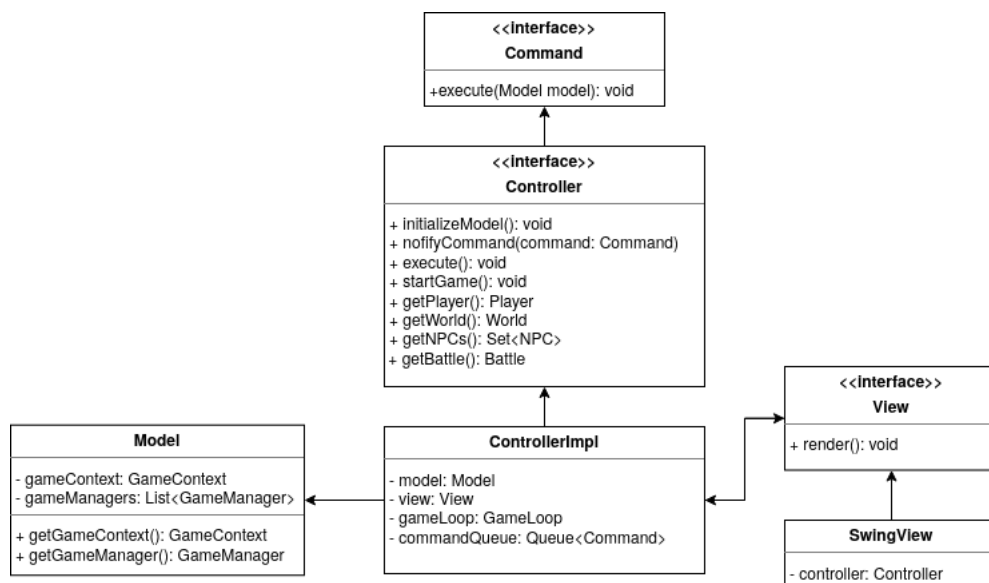 <<interface>>
Command
+execute(Model model): void
<<interface>>
Controller
+ initializeModel(): void
+ nofifyCommand(command: Command)
+ execute(): void
+ startGame(): void
+ getPlayer(): Player
+ getWorld(): World
+ getNPCs(): Set<NPC>
+ getBattle(): Battle
<<interface>>
View
+ render(): void
Model
- gameContext: GameContext
- gameManagers: List<GameManager>
+ getGameContext(): GameContext
+ getGameManager(): GameManager
ControllerImpl
- model: Model
- view: View
- gameLoop: GameLoop
- commandQueue: Queue<Command>
SwingView
- controller: Controller